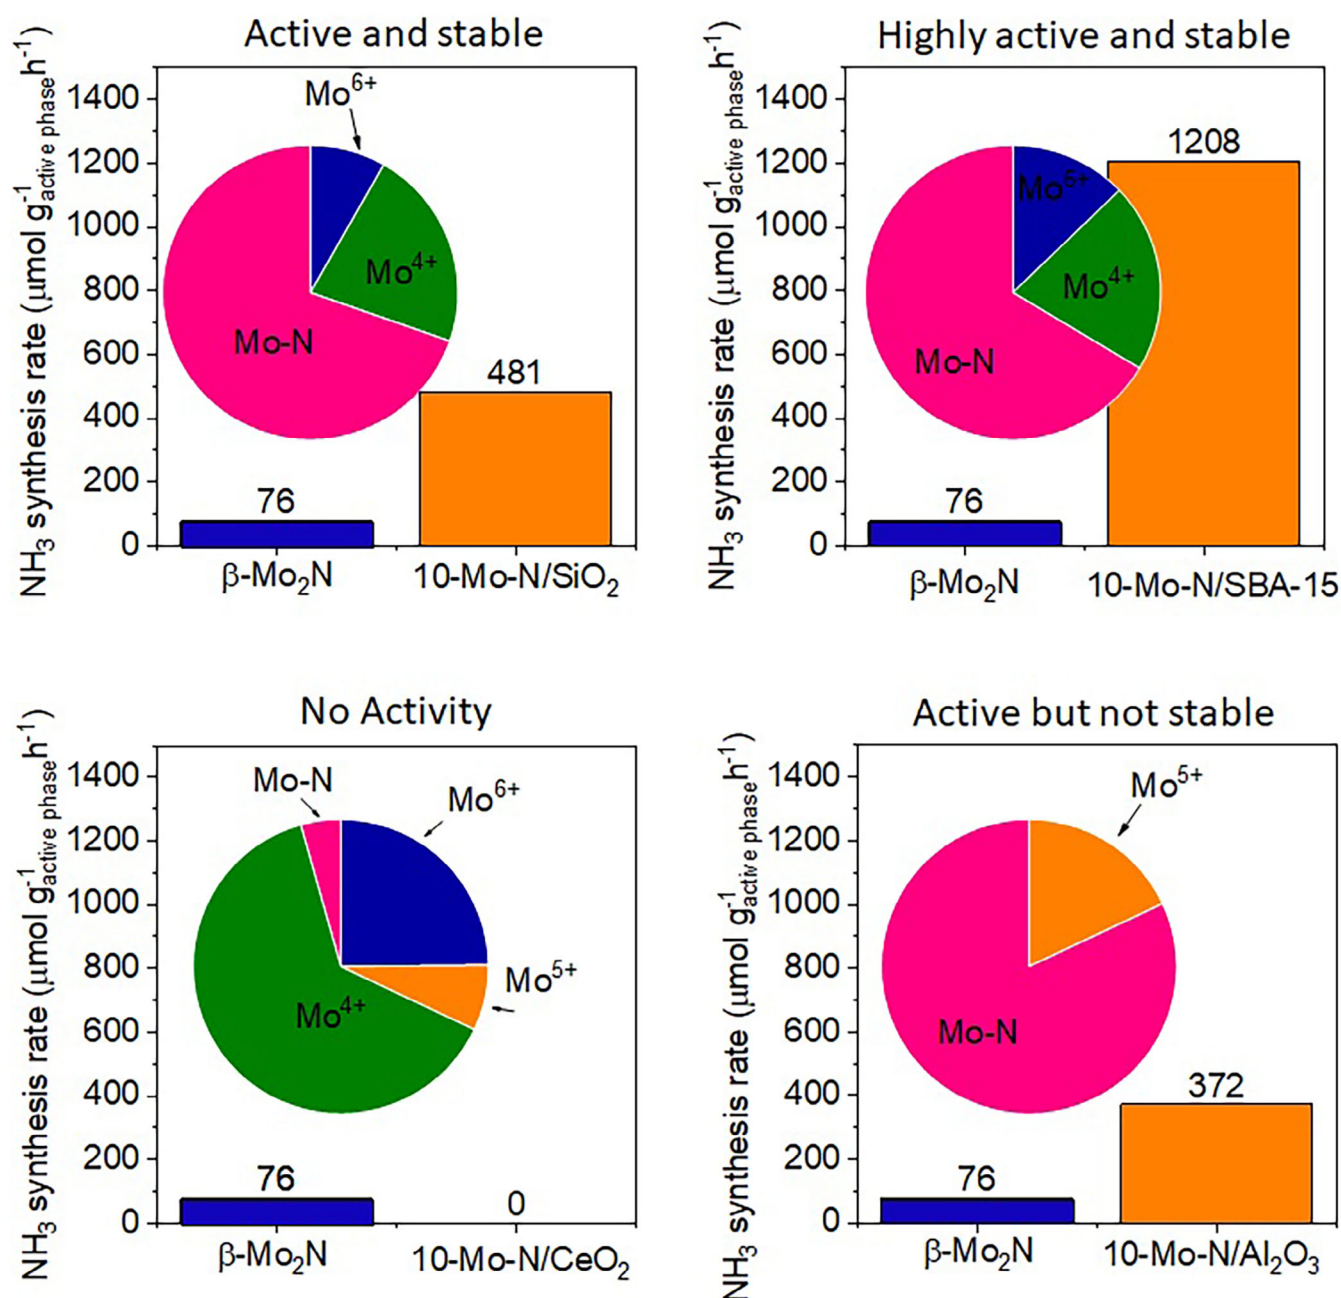 Active and stable
NH₃ synthesis rate (μmol g⁻¹active phase h⁻¹)
1400
1200
1000
800
600
400
200
0
Mo⁶⁺
Mo⁴⁺
Mo-N
481
76
β-Mo₂N
10-Mo-N/SiO₂
Highly active and stable
NH₃ synthesis rate (μmol g⁻¹active phase h⁻¹)
1400
1200
1000
800
600
400
200
0
1208
Mo⁶⁺
Mo⁴⁺
Mo-N
76
β-Mo₂N
10-Mo-N/SBA-15
No Activity
NH₃ synthesis rate (μmol g⁻¹active phase h⁻¹)
1400
1200
1000
800
600
400
200
0
Mo-N
Mo⁶⁺
Mo⁵⁺
Mo⁴⁺
76
0
β-Mo₂N
10-Mo-N/CeO₂
Active but not stable
NH₃ synthesis rate (μmol g⁻¹active phase h⁻¹)
1400
1200
1000
800
600
400
200
0
Mo⁵⁺
Mo-N
372
76
β-Mo₂N
10-Mo-N/Al₂O₃